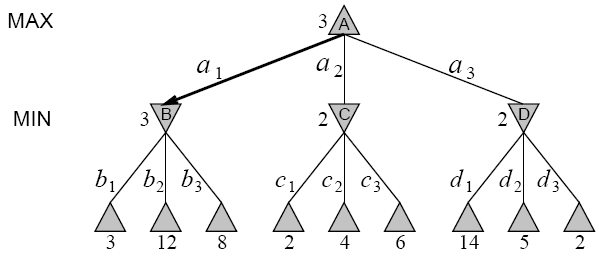 MAX 3 A
a1 a2 a3
MIN 3 B 2 C 2 D
b1 b2 b3 c1 c2 c3 d1 d2 d3
3 12 8 2 4 6 14 5 2